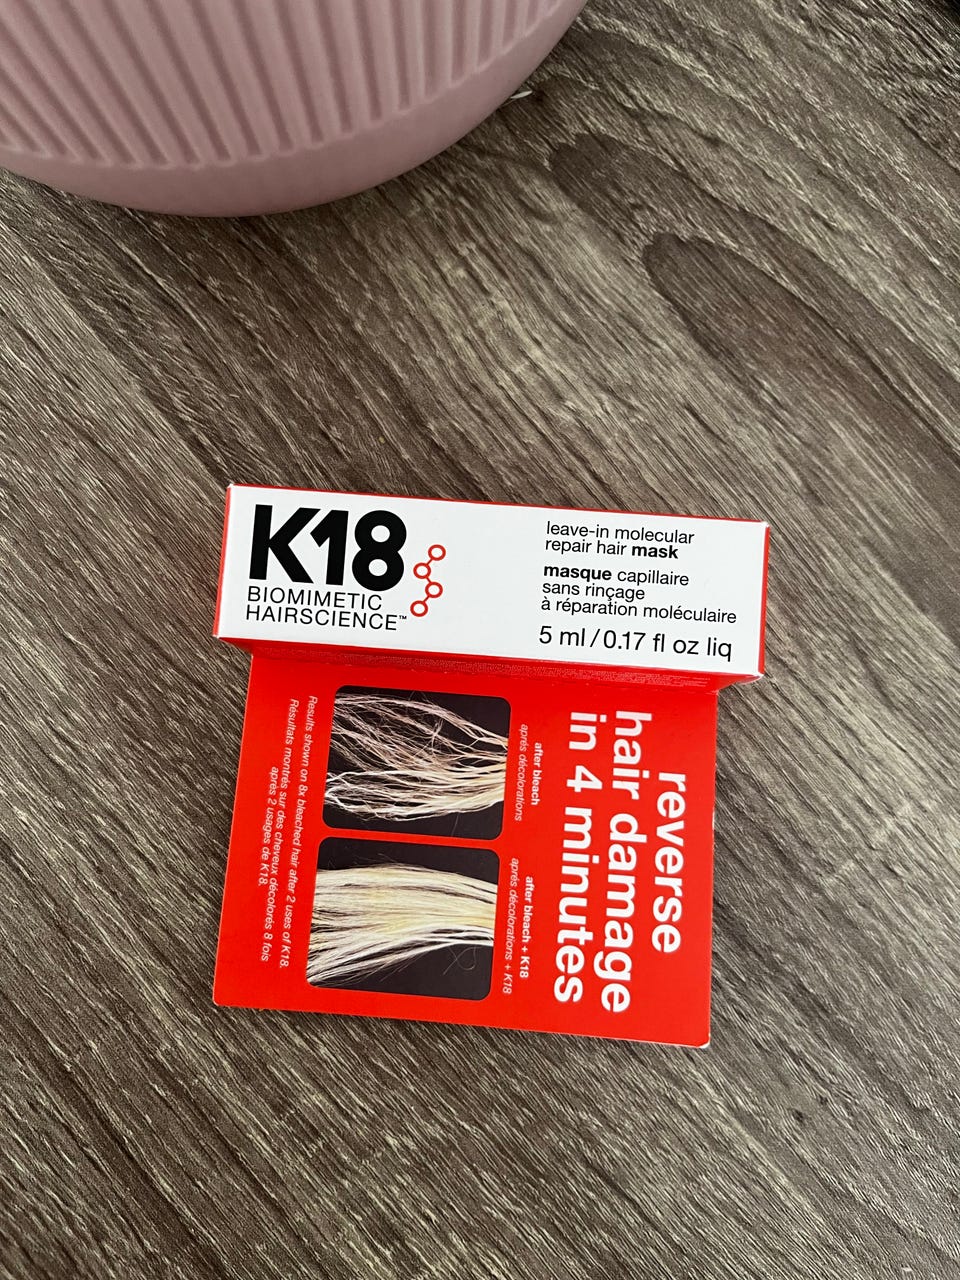 K18
BIOMIMETIC
HAIRSCIENCE™
leave-in molecular
repair hair mask
masque capillaire
sans rinçage
à réparation moléculaire
5 ml / 0.17 fl oz liq
reverse
hair damage
in 4 minutes
after bleach
après décolorations
after bleach + K18
après décolorations + K18
Results shown on 8x bleached hair after 2 uses of K18.
Résultats montrés sur des cheveux décolorés 8 fois
après 2 usages de K18.